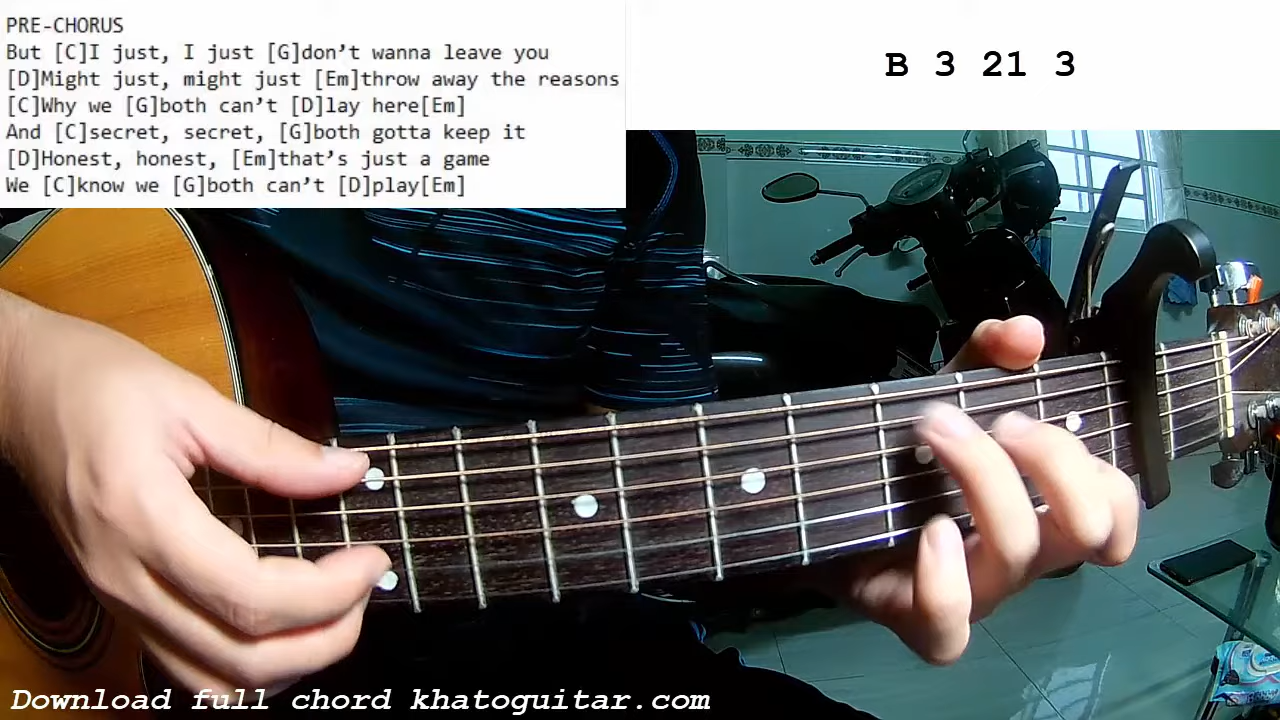 PRE-CHORUS
But [C]I just, I just [G]don’t wanna leave you
[D]Might just, might just [Em]throw away the reasons
[C]Why we [G]both can’t [D]lay here[Em]
And [C]secret, secret, [G]both gotta keep it
[D]Honest, honest, [Em]that’s just a game
We [C]know we [G]both can’t [D]play[Em]
B 3 21 3
Download full chord khatoguitar.com